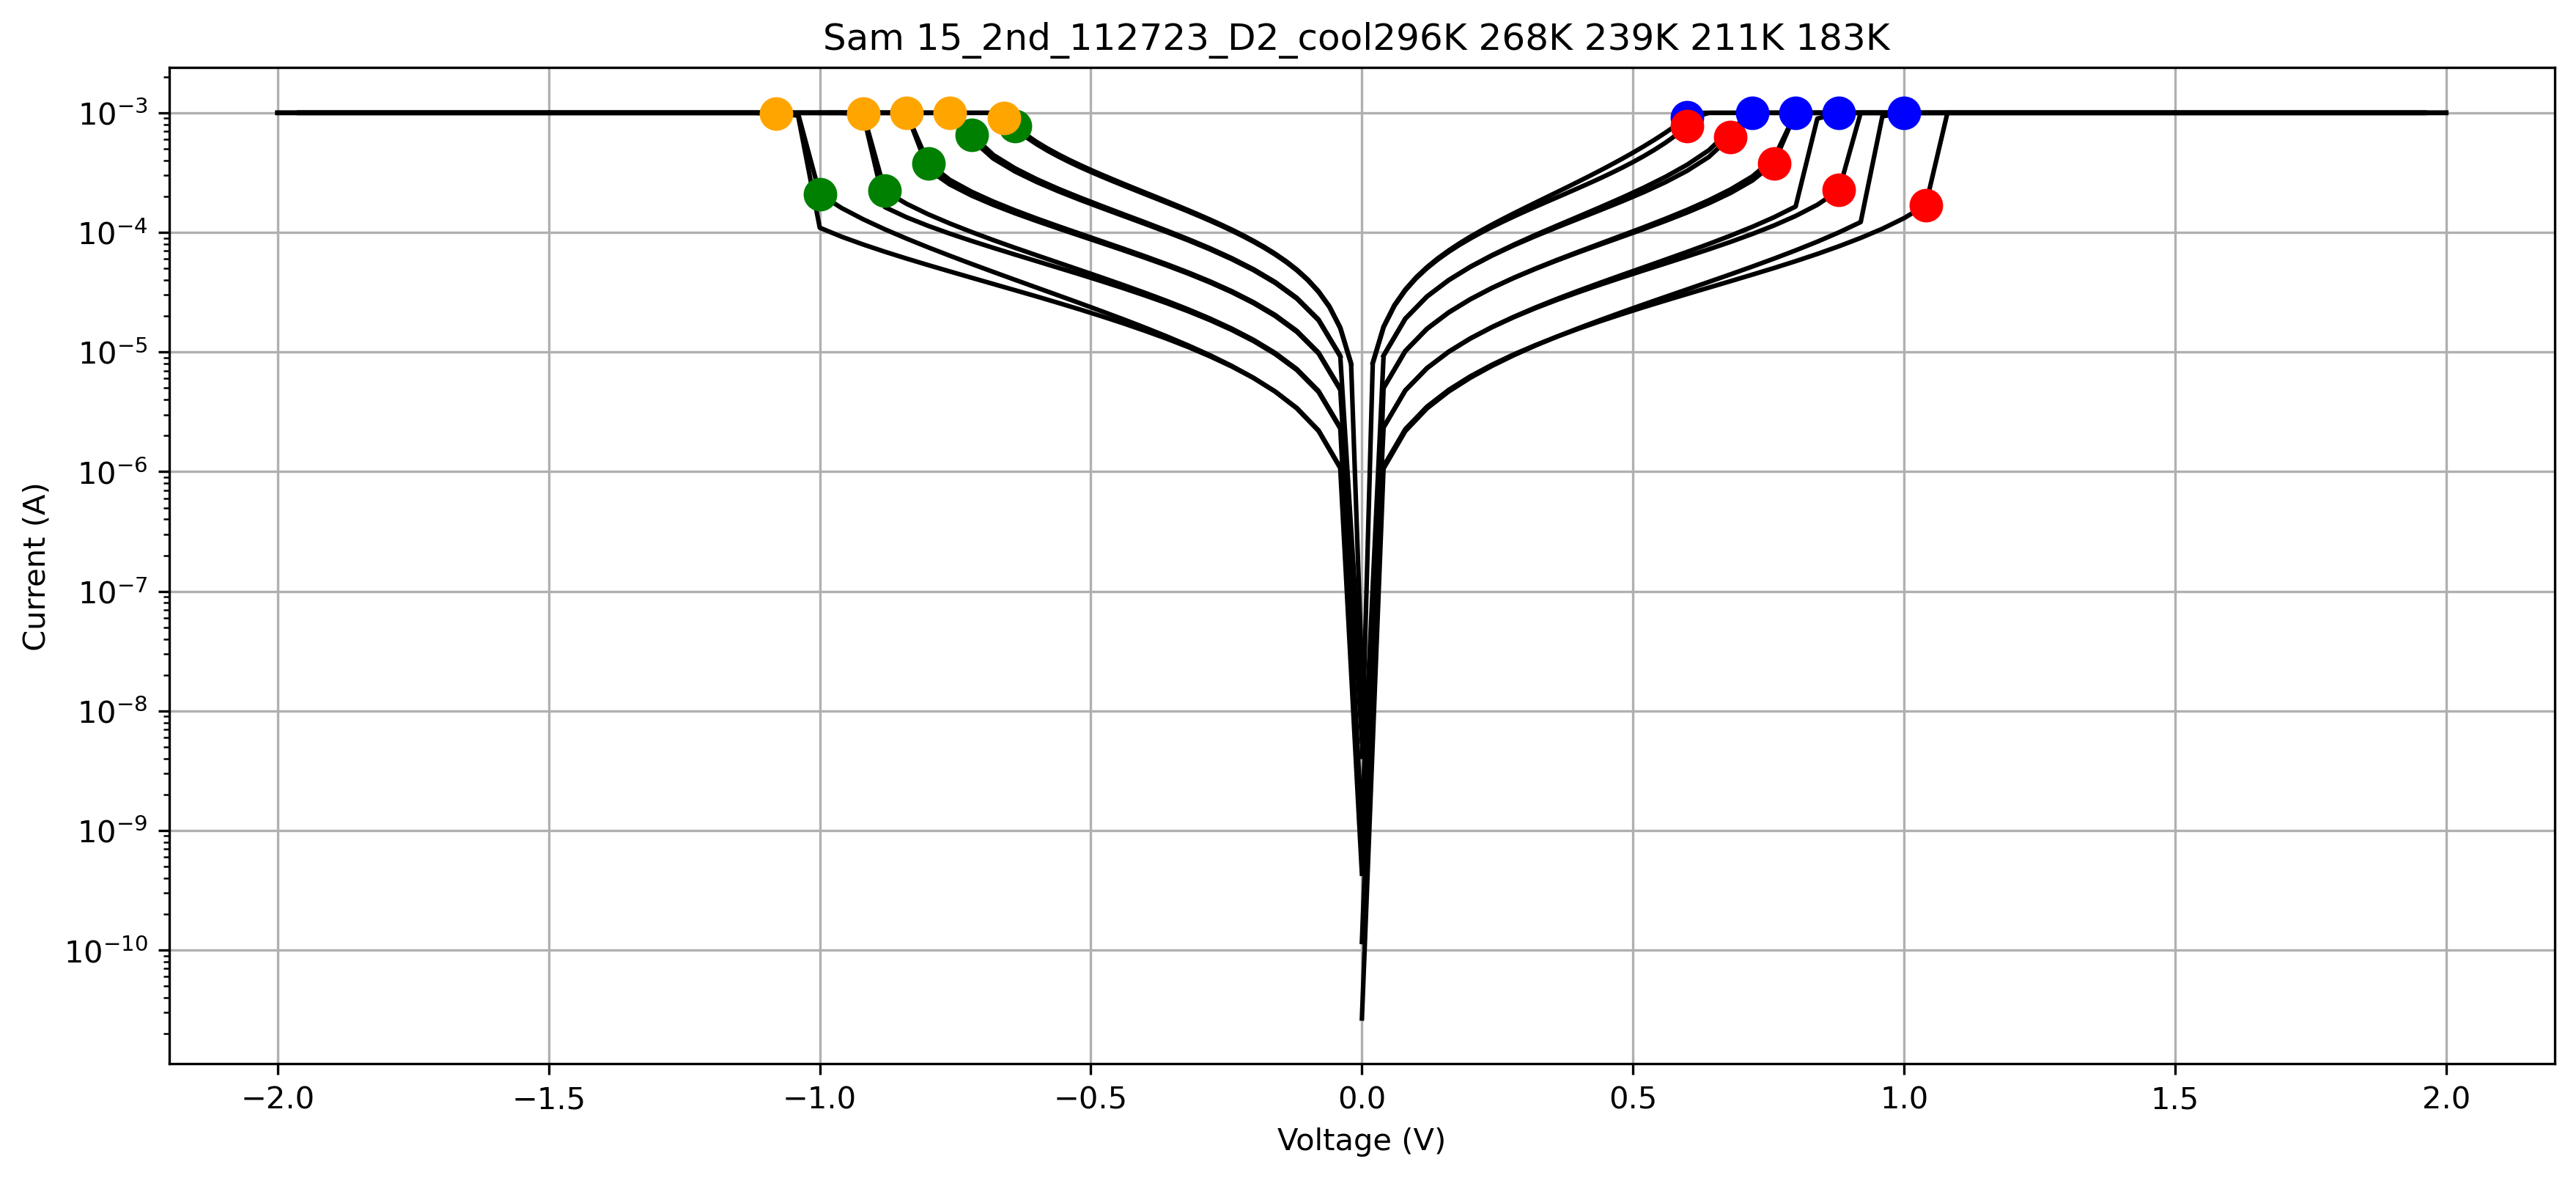 Sam 15_2nd_112723_D2_cool296K 268K 239K 211K 183K
Current (A)
10⁻³
10⁻⁴
10⁻⁵
10⁻⁶
10⁻⁷
10⁻⁸
10⁻⁹
10⁻¹⁰
−2.0 −1.5 −1.0 −0.5 0.0 0.5 1.0 1.5 2.0
Voltage (V)